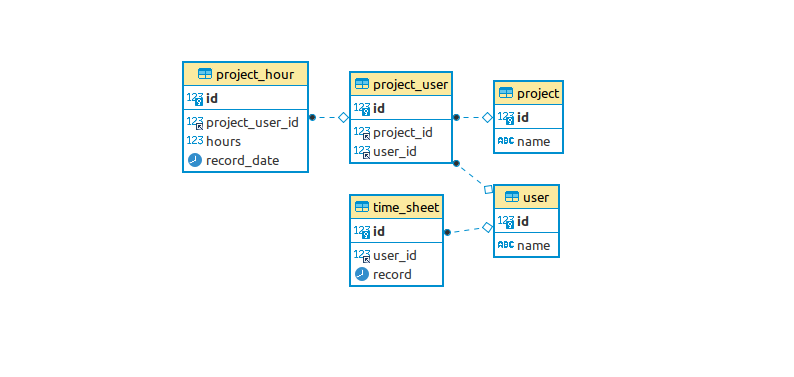 project_hour
123 id
123 project_user_id
123 hours
record_date
project_user
123 id
123 project_id
123 user_id
project
123 id
ABC name
time_sheet
123 id
123 user_id
record
user
123 id
ABC name